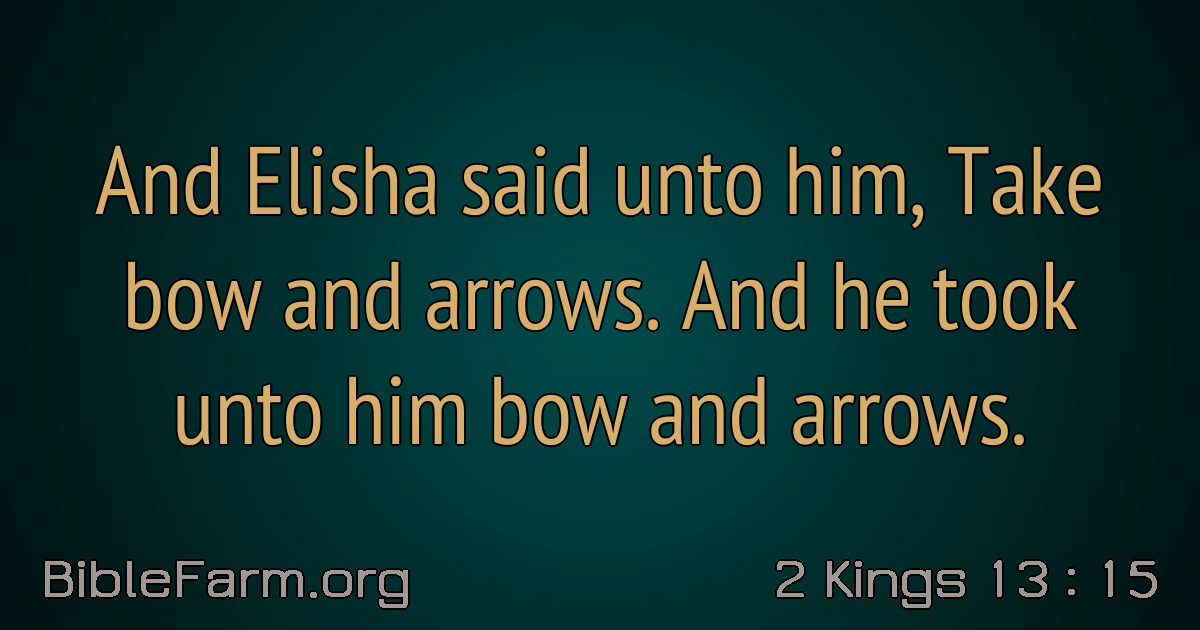 And Elisha said unto him, Take
bow and arrows. And he took
unto him bow and arrows.
BibleFarm.org
2 Kings 13 : 15